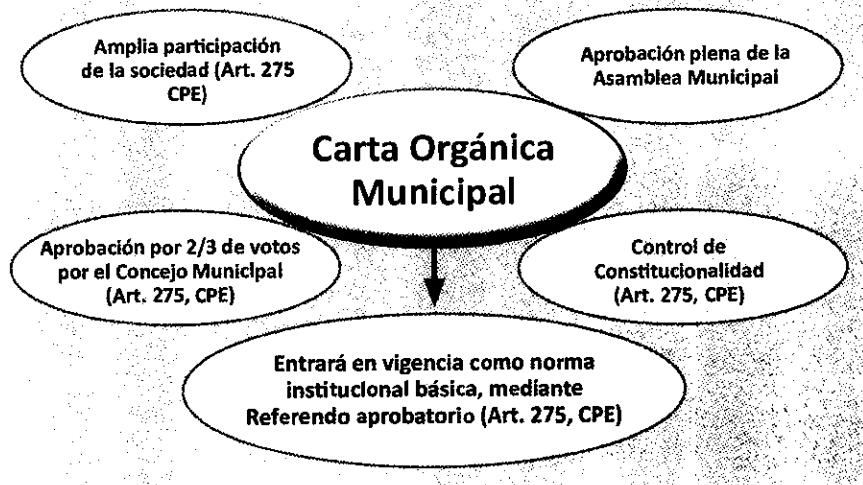 Amplia participación
de la sociedad (Art. 275
CPE)
Aprobación plena de la
Asamblea Municipal
Carta Orgánica
Municipal
Aprobación por 2/3 de votos
por el Concejo Municipal
(Art. 275, CPE)
Control de
Constitucionalidad
(Art. 275, CPE)
Entrará en vigencia como norma
institucional básica, mediante
Referendo aprobatorio (Art. 275, CPE)